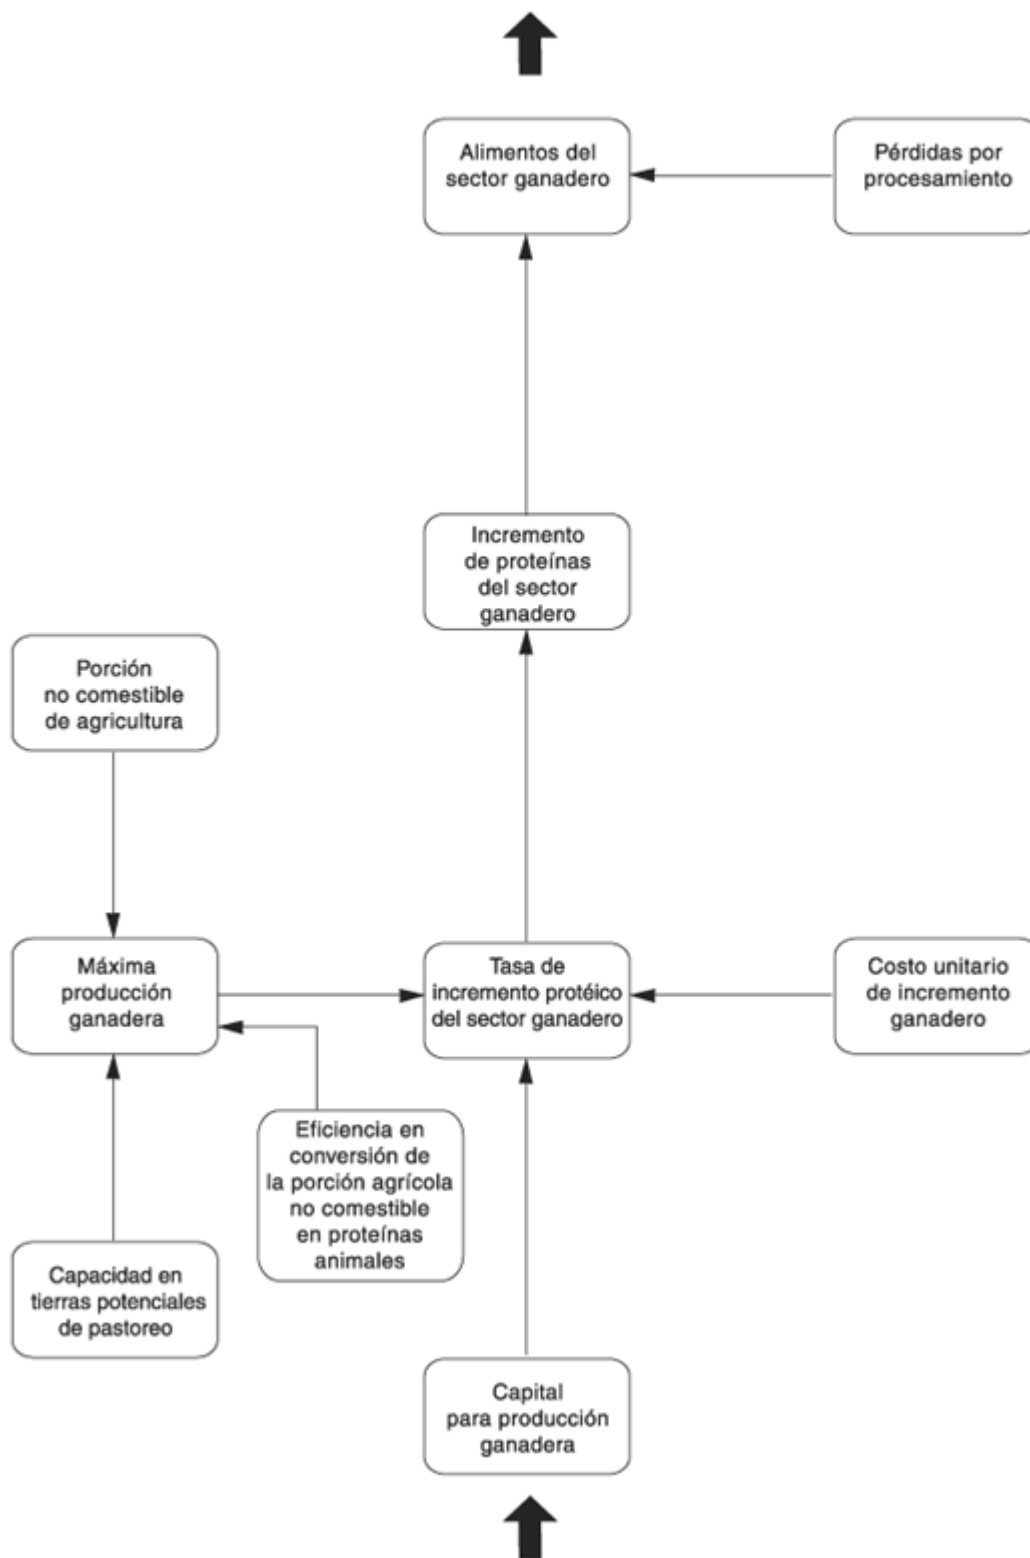 Alimentos del
sector ganadero
Pérdidas por
procesamiento
Incremento
de proteínas
del sector
ganadero
Porción
no comestible
de agricultura
Máxima
producción
ganadera
Tasa de
incremento protéico
del sector ganadero
Costo unitario
de incremento
ganadero
Eficiencia en
conversión de
la porción agrícola
no comestible
en proteínas
animales
Capacidad en
tierras potenciales
de pastoreo
Capital
para producción
ganadera